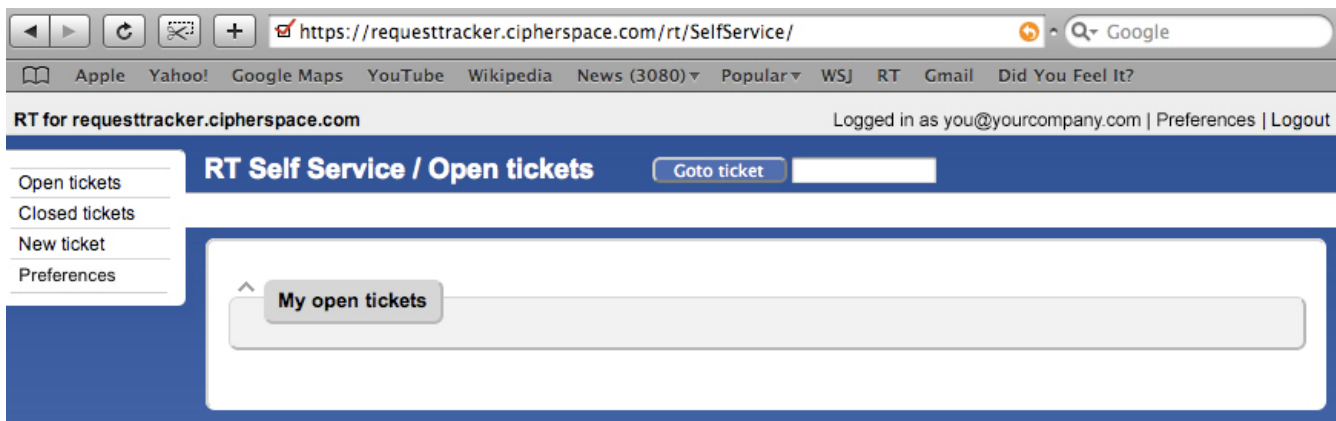 https://requesttracker.cipherspace.com/rt/SelfService/ Google
Apple Yahoo! Google Maps YouTube Wikipedia News (3080) Popular WSJ RT Gmail Did You Feel It?
RT for requesttracker.cipherspace.com Logged in as you@yourcompany.com | Preferences | Logout
RT Self Service / Open tickets Goto ticket
Open tickets
Closed tickets
New ticket
Preferences
My open tickets